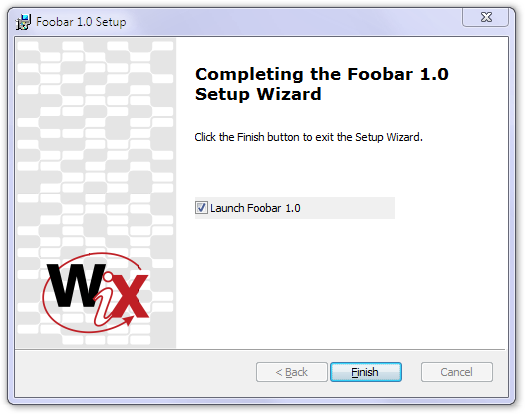 Foobar 1.0 Setup
Completing the Foobar 1.0
Setup Wizard
Click the Finish button to exit the Setup Wizard.
Launch Foobar 1.0
WiX
< Back
Finish
Cancel